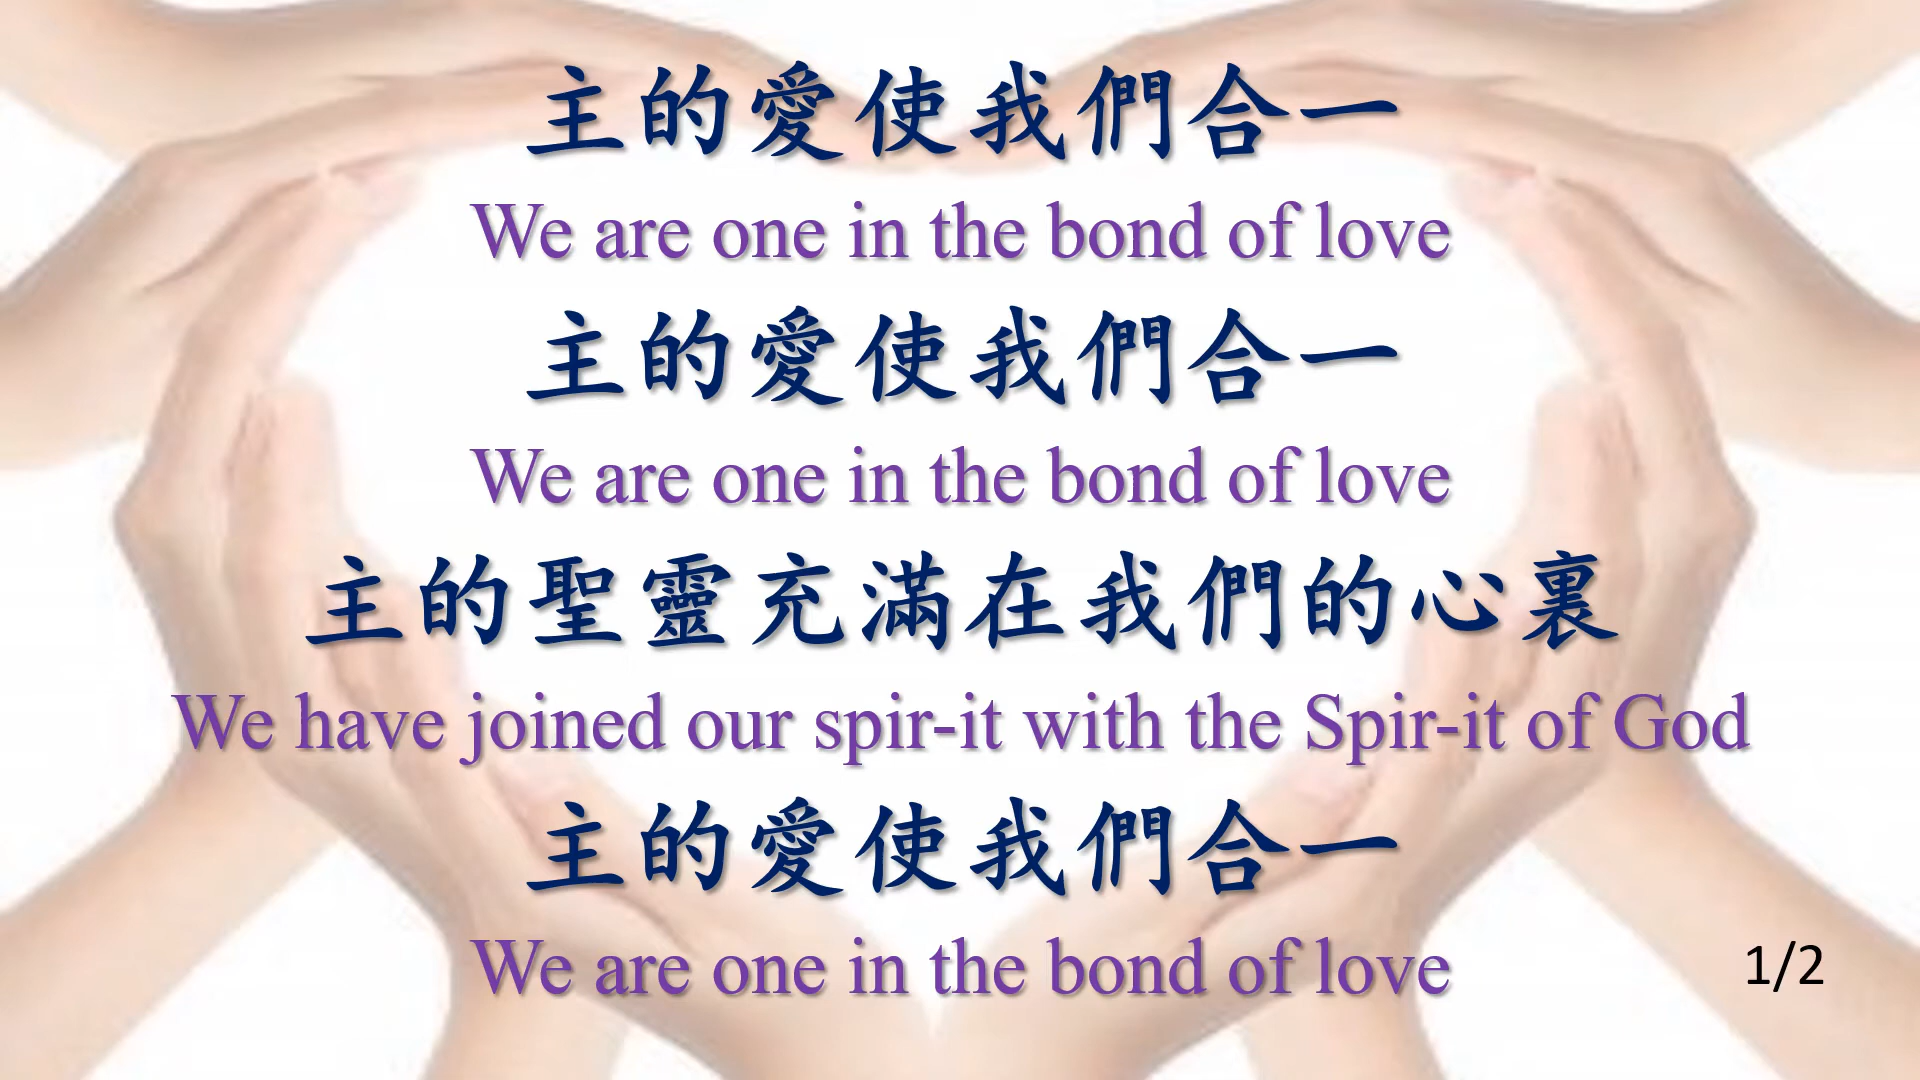 主的愛使我們合一
We are one in the bond of love
主的愛使我們合一
We are one in the bond of love
主的聖靈充滿在我們的心裏
We have joined our spir-it with the Spir-it of God
主的愛使我們合一
We are one in the bond of love
1/2